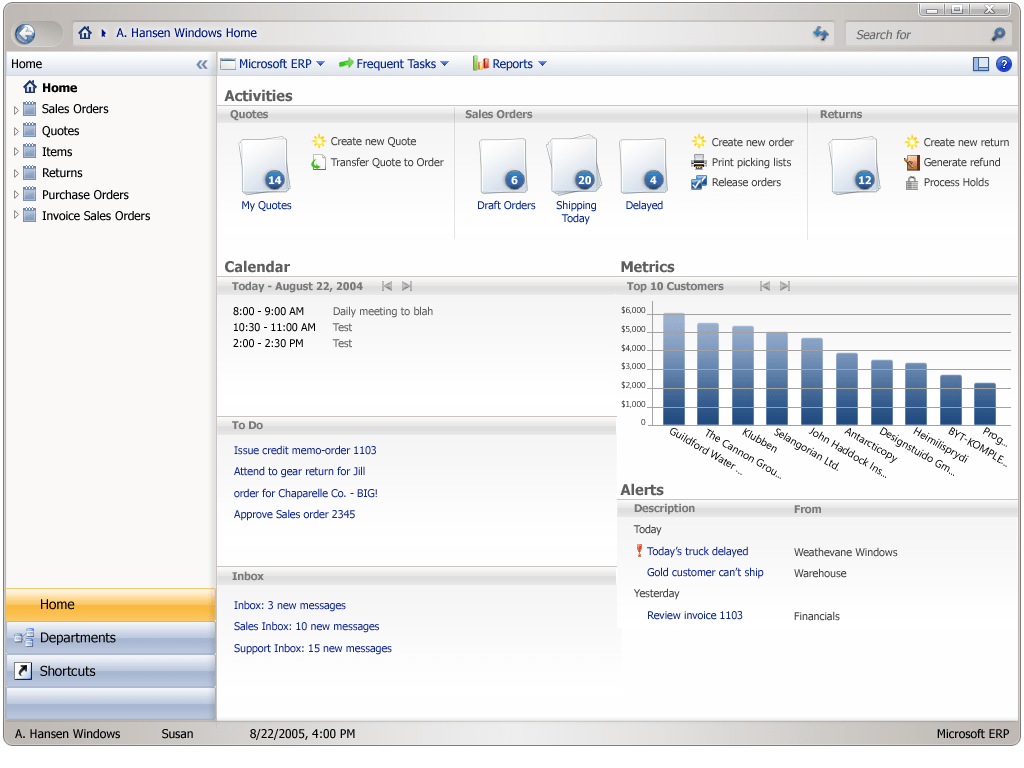 A. Hansen Windows Home
Search for
Home
Microsoft ERP
Frequent Tasks
Reports
Home
Sales Orders
Quotes
Items
Returns
Purchase Orders
Invoice Sales Orders
Activities
Quotes
14
My Quotes
Create new Quote
Transfer Quote to Order
Sales Orders
6
Draft Orders
20
Shipping
Today
4
Delayed
Create new order
Print picking lists
Release orders
Returns
12
Create new return
Generate refund
Process Holds
Calendar
Today - August 22, 2004
8:00 - 9:00 AM Daily meeting to blah
10:30 - 11:00 AM Test
2:00 - 2:30 PM Test
To Do
Issue credit memo-order 1103
Attend to gear return for Jill
order for Chaparelle Co. - BIG!
Approve Sales order 2345
Inbox
Inbox: 3 new messages
Sales Inbox: 10 new messages
Support Inbox: 15 new messages
Metrics
Top 10 Customers
$6,000
$5,000
$4,000
$3,000
$2,000
$1,000
0
Guildford Water ...
The Cannon Grou...
Klubben
Selangorian Ltd.
John Haddock Ins...
Antarcticopy
Designstuido Gm...
Heimilisprydi
BYT-KOMPLE...
Prog...
Alerts
Description From
Today
Today's truck delayed Weathevane Windows
Gold customer can't ship Warehouse
Yesterday
Review invoice 1103 Financials
Home
Departments
Shortcuts
A. Hansen Windows Susan 8/22/2005, 4:00 PM Microsoft ERP